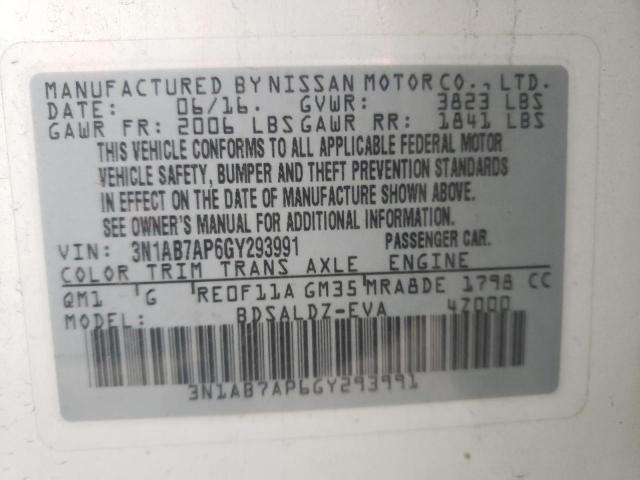 MANUFACTURED BY NISSAN MOTOR CO., LTD.
DATE: 06/16. GVWR: 3823 LBS
GAWR FR: 2006 LBS GAWR RR: 1841 LBS
THIS VEHICLE CONFORMS TO ALL APPLICABLE FEDERAL MOTOR
VEHICLE SAFETY, BUMPER AND THEFT PREVENTION STANDARDS
IN EFFECT ON THE DATE OF MANUFACTURE SHOWN ABOVE.
SEE OWNER'S MANUAL FOR ADDITIONAL INFORMATION.
VIN: 3N1AB7AP6GY293991 PASSENGER CAR.
COLOR TRIM TRANS AXLE ENGINE
QM1 G RE0F11A GM35 MRA8DE 1798 CC
MODEL: BDSALDZ-EVA 4Z000
3N1AB7AP6GY293991